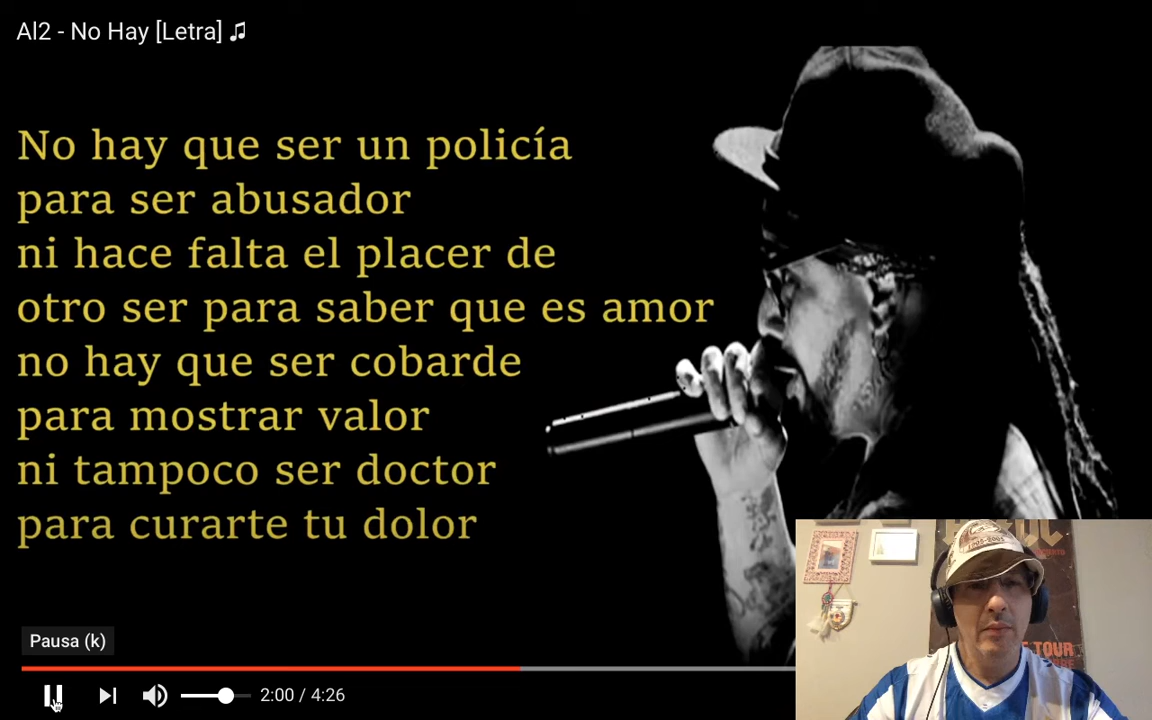 Al2 - No Hay [Letra] ♫
No hay que ser un policía
para ser abusador
ni hace falta el placer de
otro ser para saber que es amor
no hay que ser cobarde
para mostrar valor
ni tampoco ser doctor
para curarte tu dolor
Pausa (k)
2:00 / 4:26
TOUR